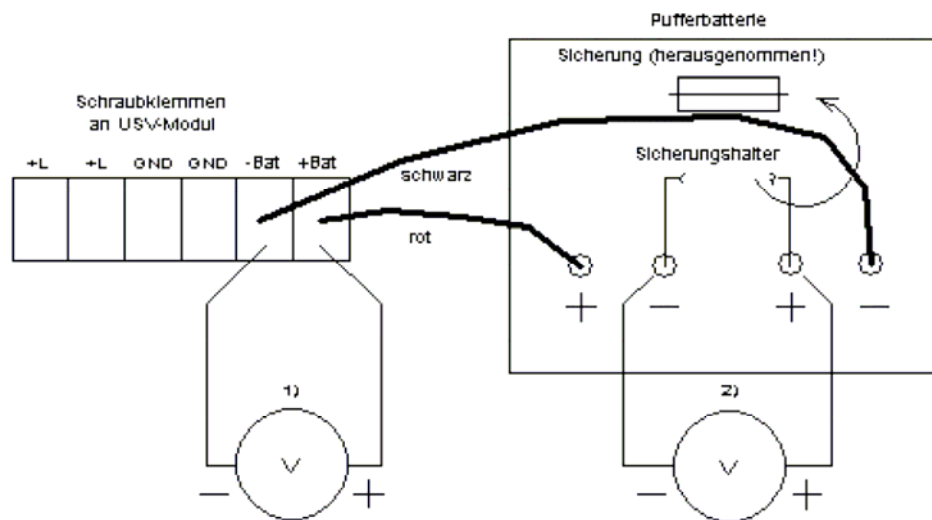 Pufferbatterie
Sicherung (herausgenommen!)
Schraubklemmen
an USV-Modul
+L +L GND GND -Bat +Bat
Sicherungshalter
schwarz
rot
+ − + −
1) 2)
V V
− + − +